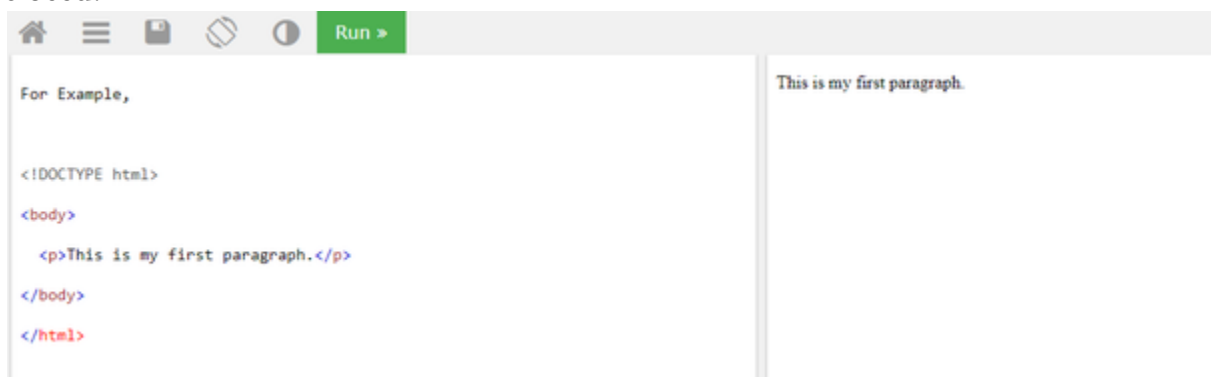 Run »
For Example,
This is my first paragraph.
<!DOCTYPE html>
<body>
<p>This is my first paragraph.</p>
</body>
</html>